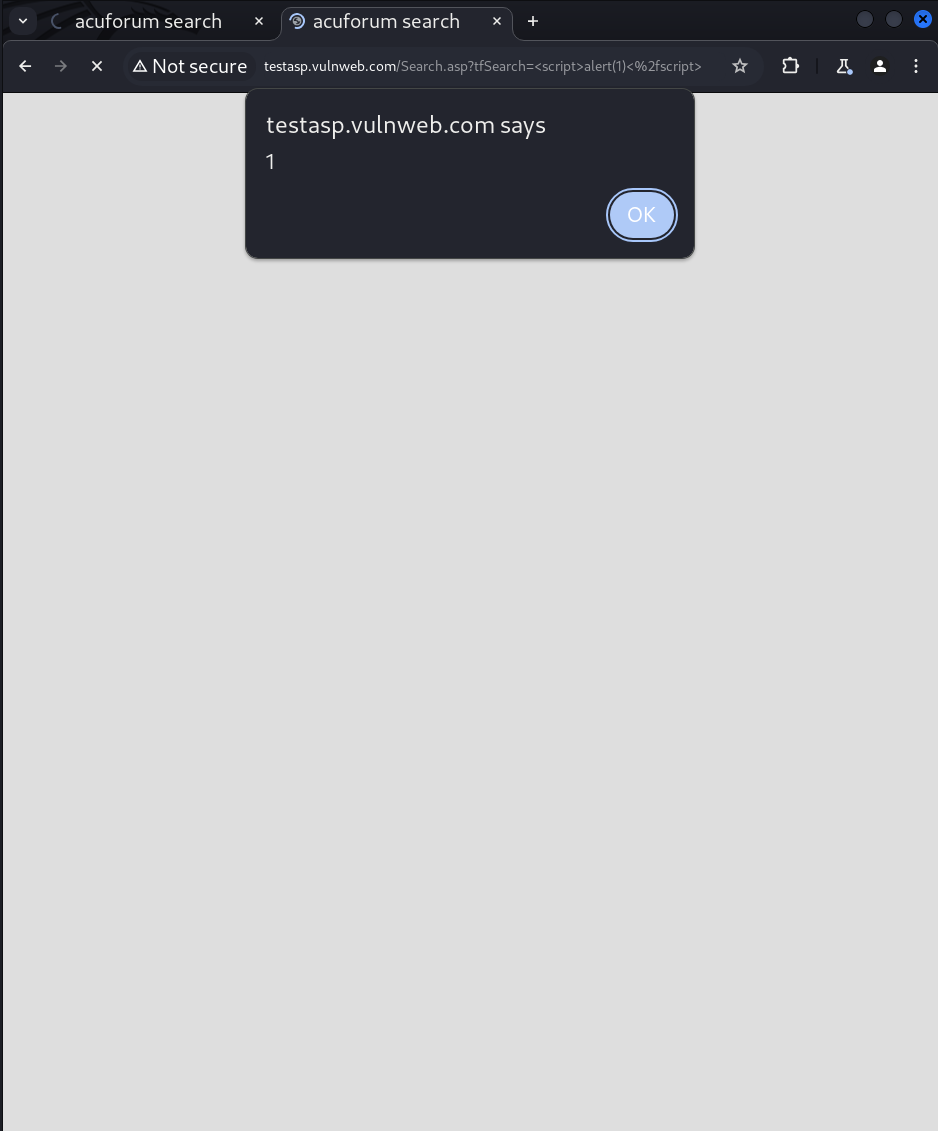 acuforum search
acuforum search
Not secure testasp.vulnweb.com/Search.asp?tfSearch=<script>alert(1)<%2fscript>
testasp.vulnweb.com says
1
OK